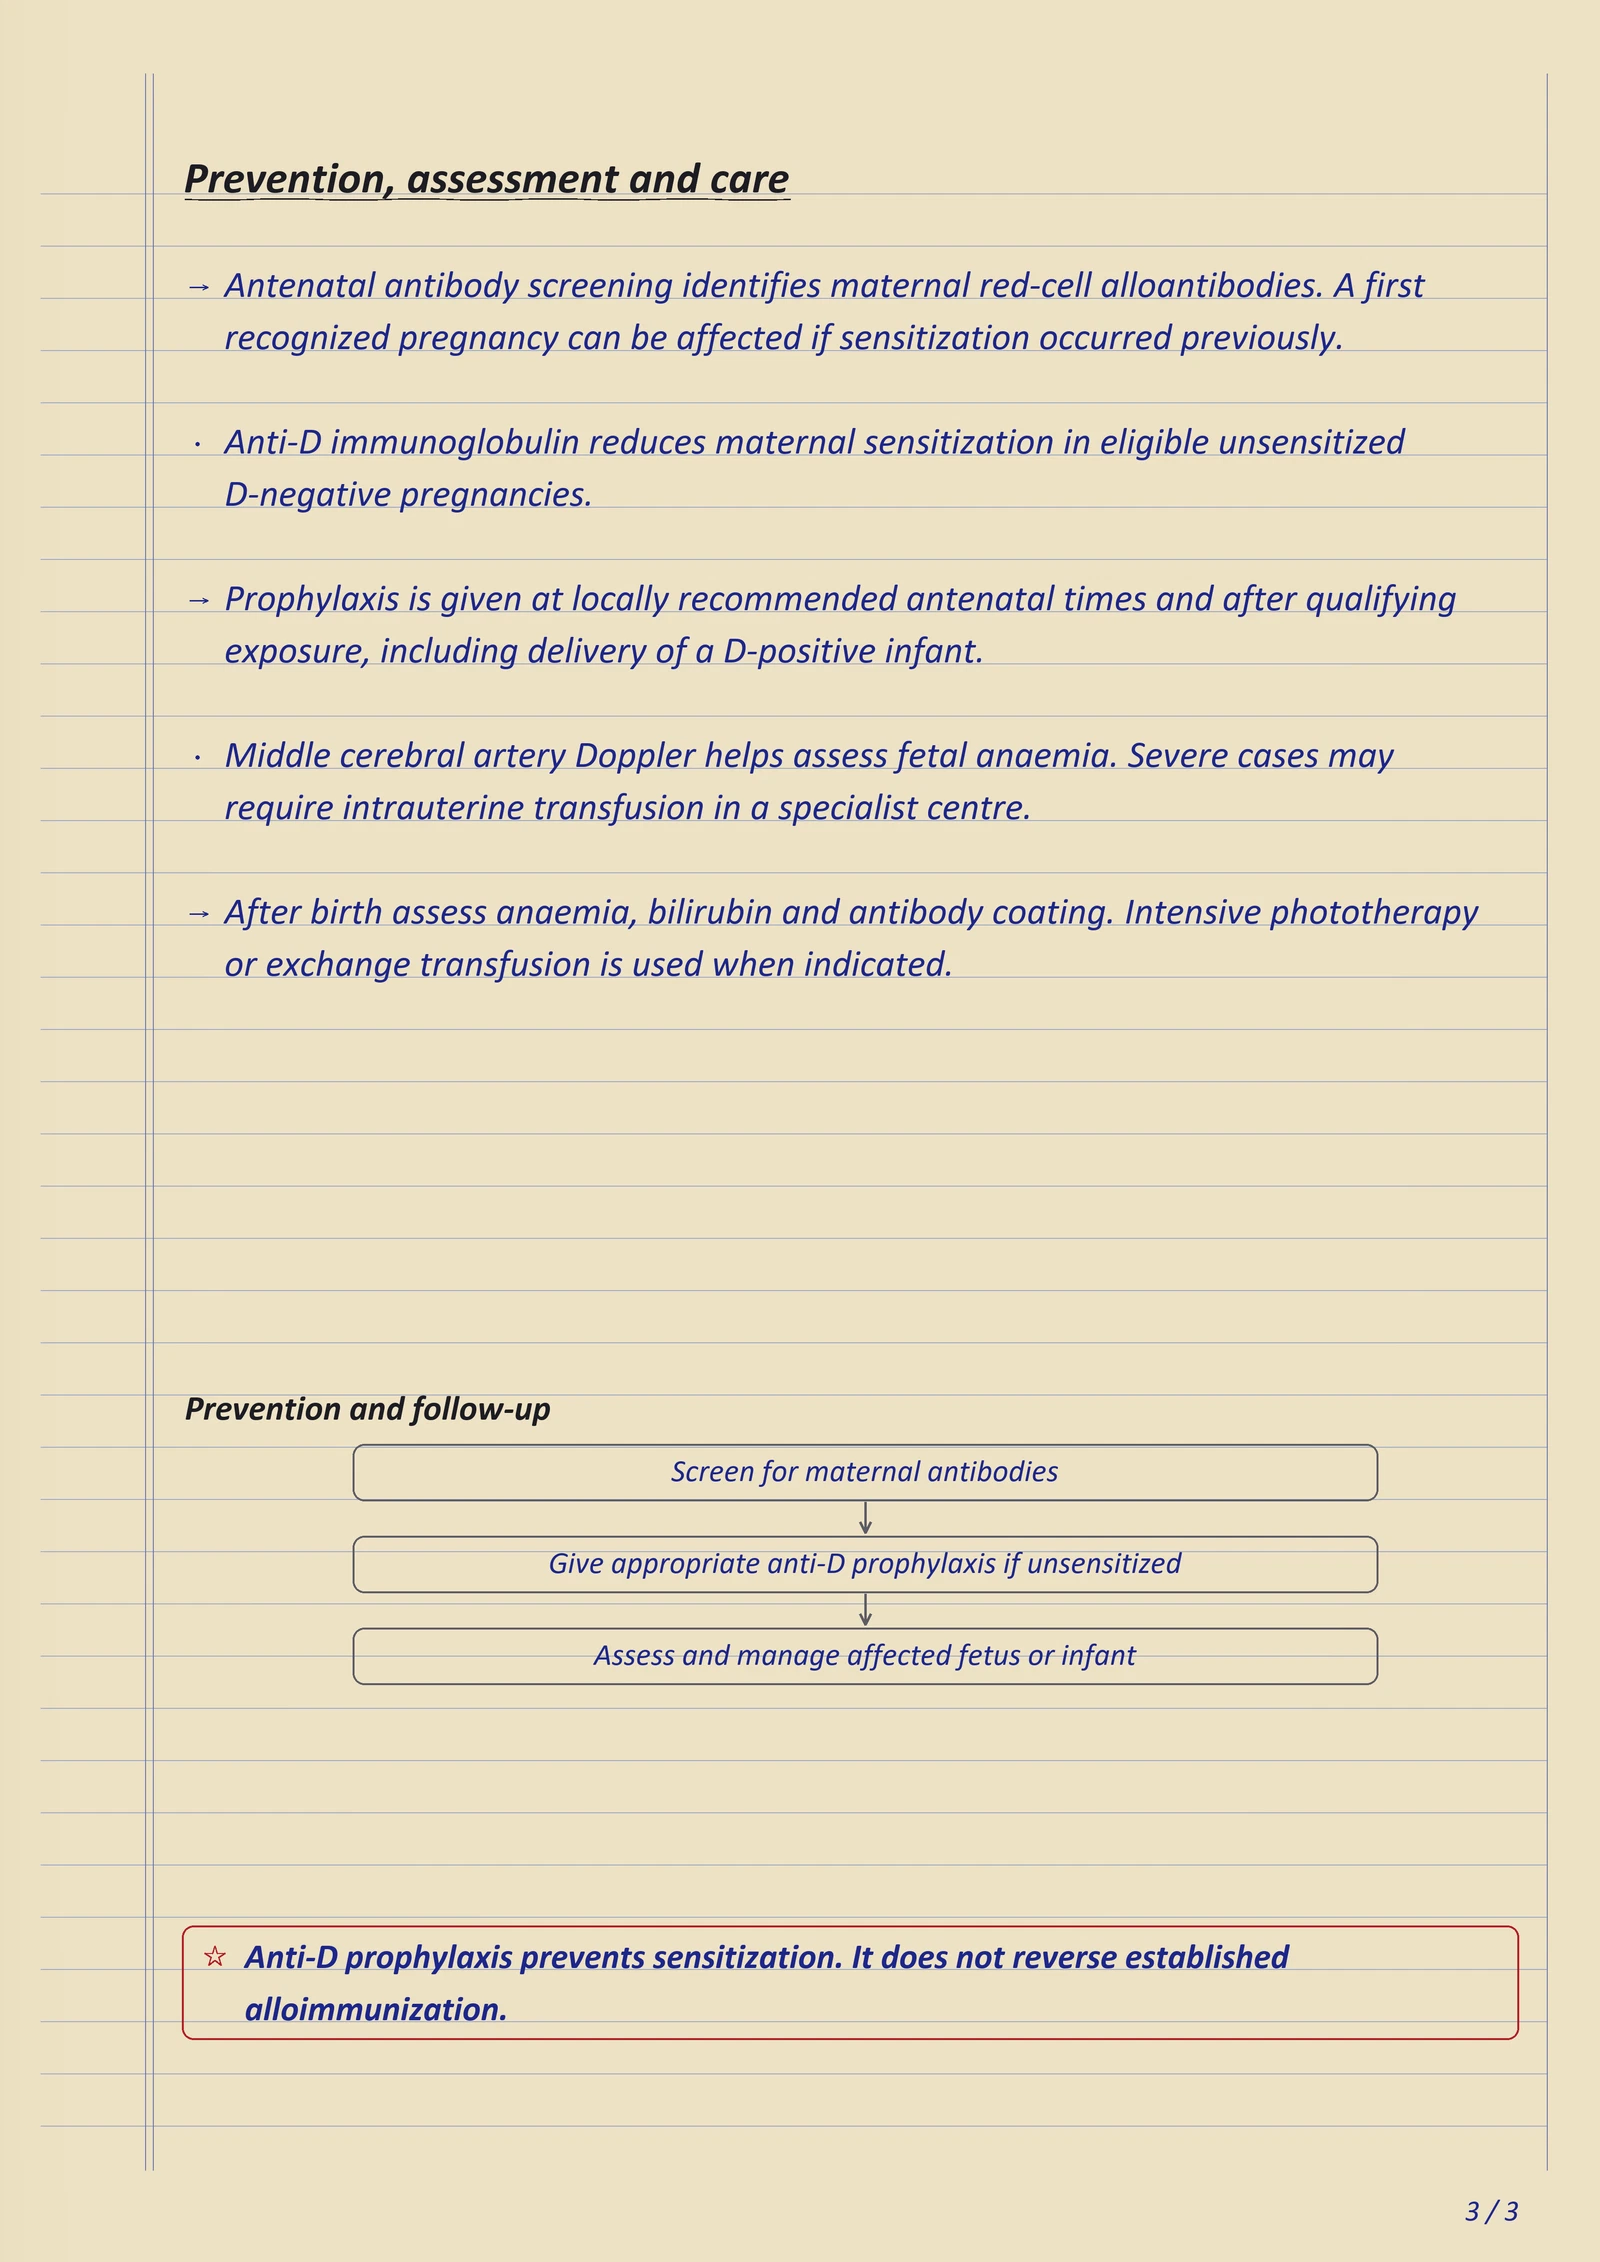 Prevention, assessment and care
→ Antenatal antibody screening identifies maternal red-cell alloantibodies. A first
recognized pregnancy can be affected if sensitization occurred previously.
· Anti-D immunoglobulin reduces maternal sensitization in eligible unsensitized
D-negative pregnancies.
→ Prophylaxis is given at locally recommended antenatal times and after qualifying
exposure, including delivery of a D-positive infant.
· Middle cerebral artery Doppler helps assess fetal anaemia. Severe cases may
require intrauterine transfusion in a specialist centre.
→ After birth assess anaemia, bilirubin and antibody coating. Intensive phototherapy
or exchange transfusion is used when indicated.
Prevention and follow-up
Screen for maternal antibodies
Give appropriate anti-D prophylaxis if unsensitized
Assess and manage affected fetus or infant
☆ Anti-D prophylaxis prevents sensitization. It does not reverse established
alloimmunization.
3 / 3